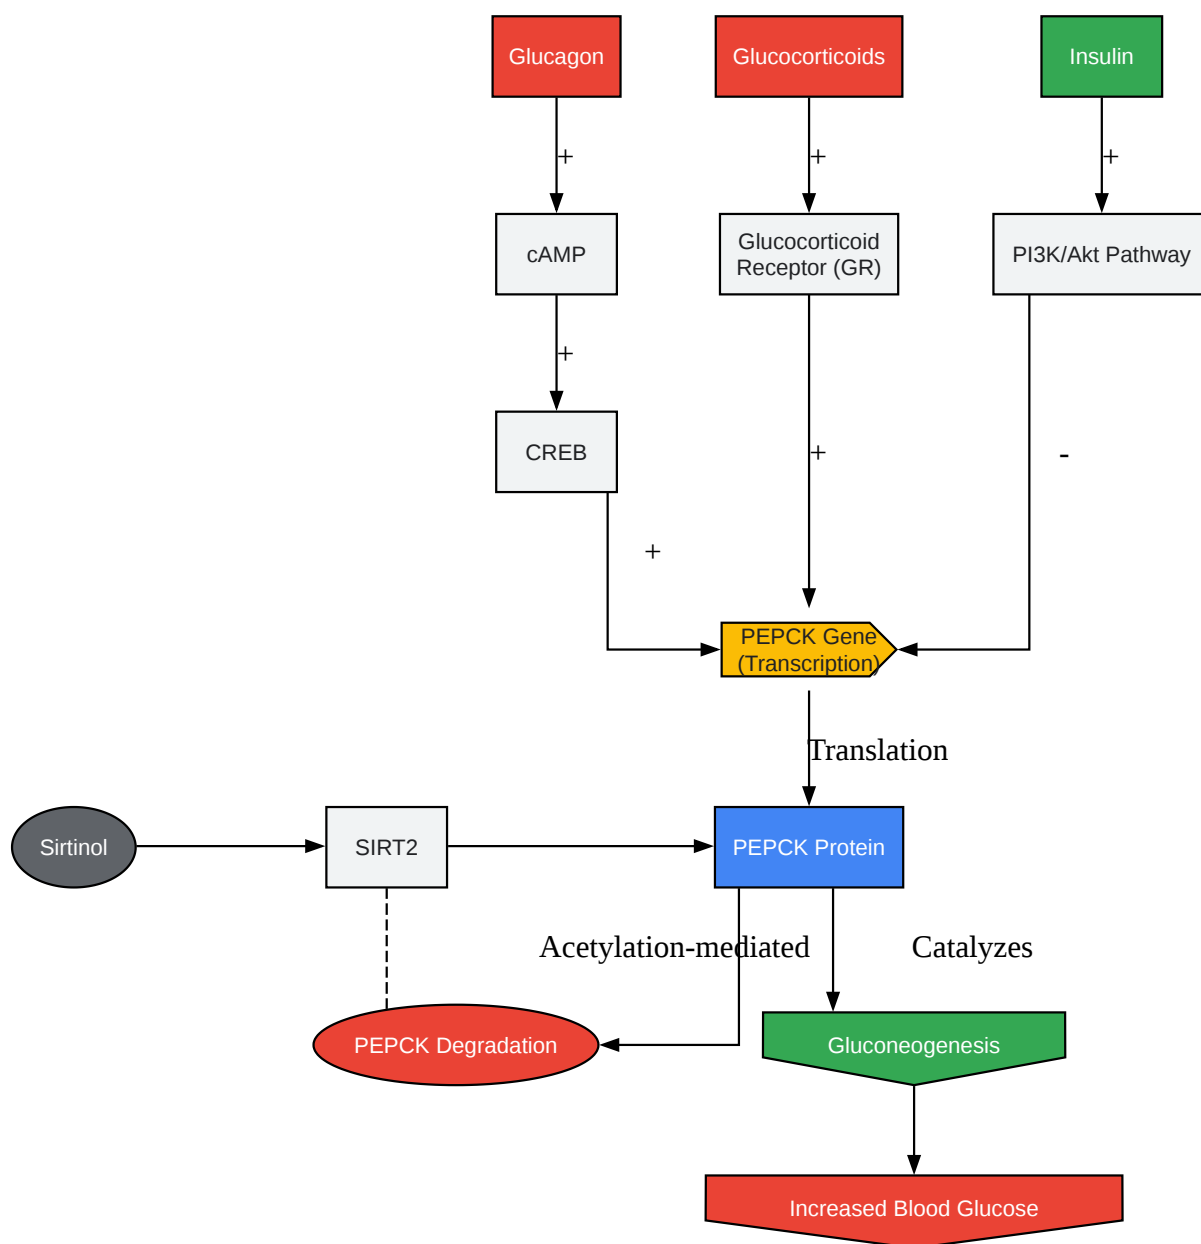 Glucagon
Glucocorticoids
Insulin
+
+
+
cAMP
Glucocorticoid
Receptor (GR)
PI3K/Akt Pathway
+
CREB
+
-
+
PEPCK Gene
(Transcription)
Translation
Sirtinol
SIRT2
PEPCK Protein
Acetylation-mediated
Catalyzes
PEPCK Degradation
Gluconeogenesis
Increased Blood Glucose